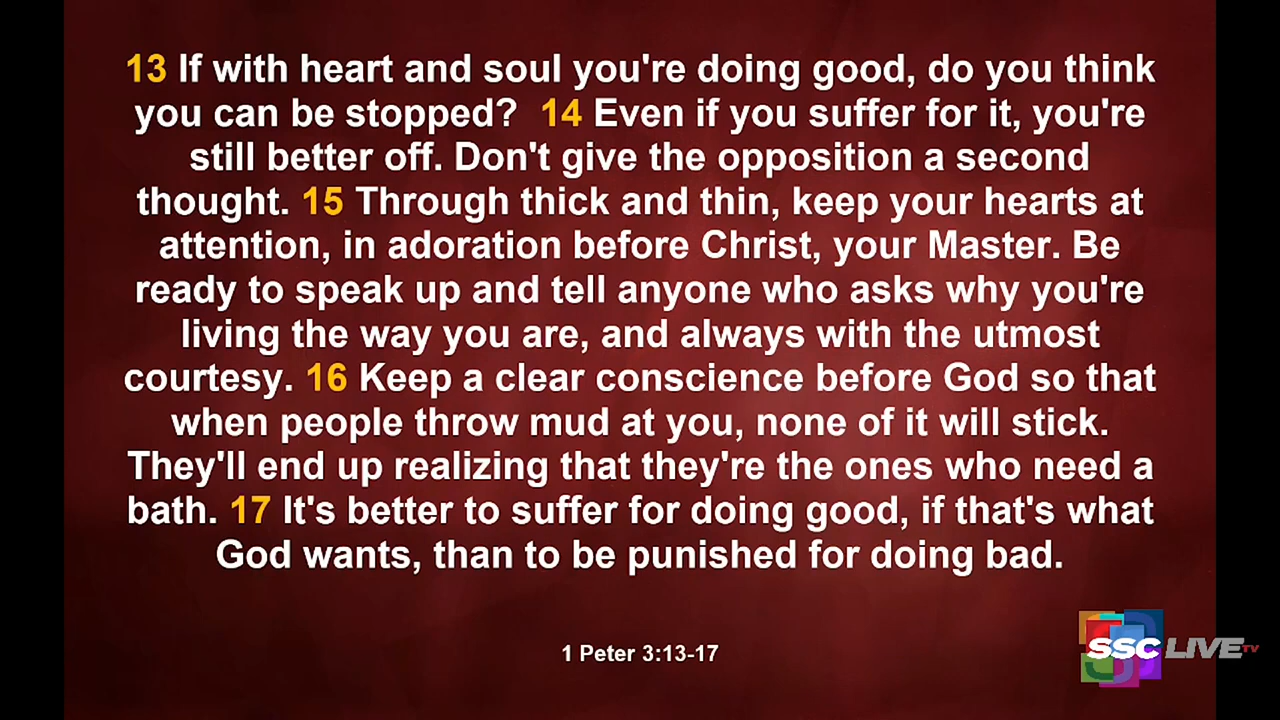 13 If with heart and soul you're doing good, do you think
you can be stopped? 14 Even if you suffer for it, you're
still better off. Don't give the opposition a second
thought. 15 Through thick and thin, keep your hearts at
attention, in adoration before Christ, your Master. Be
ready to speak up and tell anyone who asks why you're
living the way you are, and always with the utmost
courtesy. 16 Keep a clear conscience before God so that
when people throw mud at you, none of it will stick.
They'll end up realizing that they're the ones who need a
bath. 17 It's better to suffer for doing good, if that's what
God wants, than to be punished for doing bad.
1 Peter 3:13-17
SSC LIVE TV